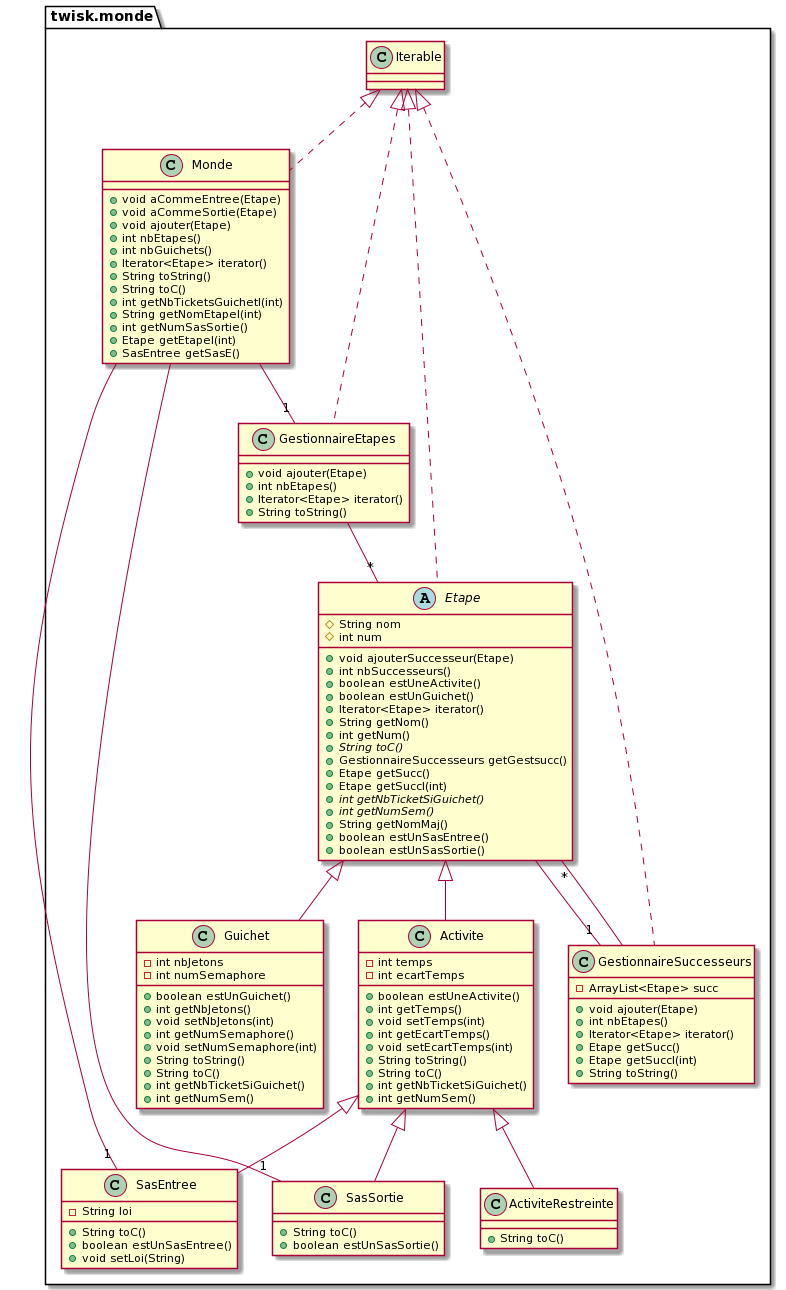 twisk.monde
C Iterable
C Monde
void aCommeEntree(Etape)
void aCommeSortie(Etape)
void ajouter(Etape)
int nbEtapes()
int nbGuichets()
Iterator<Etape> iterator()
String toString()
String toC()
int getNbTicketsGuichetI(int)
String getNomEtapeI(int)
int getNumSasSortie()
Etape getEtapeI(int)
SasEntree getSasE()
1
C GestionnaireEtapes
void ajouter(Etape)
int nbEtapes()
Iterator<Etape> iterator()
String toString()
*
A Etape
String nom
int num
void ajouterSuccesseur(Etape)
int nbSuccesseurs()
boolean estUneActivite()
boolean estUnGuichet()
Iterator<Etape> iterator()
String getNom()
int getNum()
String toC()
GestionnaireSuccesseurs getGestsucc()
Etape getSucc()
Etape getSuccI(int)
int getNbTicketSiGuichet()
int getNumSem()
String getNomMaj()
boolean estUnSasEntree()
boolean estUnSasSortie()
*
1
C Guichet
int nbJetons
int numSemaphore
boolean estUnGuichet()
int getNbJetons()
void setNbJetons(int)
int getNumSemaphore()
void setNumSemaphore(int)
String toString()
String toC()
int getNbTicketSiGuichet()
int getNumSem()
C Activite
int temps
int ecartTemps
boolean estUneActivite()
int getTemps()
void setTemps(int)
int getEcartTemps()
void setEcartTemps(int)
String toString()
String toC()
int getNbTicketSiGuichet()
int getNumSem()
C GestionnaireSuccesseurs
ArrayList<Etape> succ
void ajouter(Etape)
int nbEtapes()
Iterator<Etape> iterator()
Etape getSucc()
Etape getSuccI(int)
String toString()
1
1
C SasEntree
String loi
String toC()
boolean estUnSasEntree()
void setLoi(String)
C SasSortie
String toC()
boolean estUnSasSortie()
C ActiviteRestreinte
String toC()